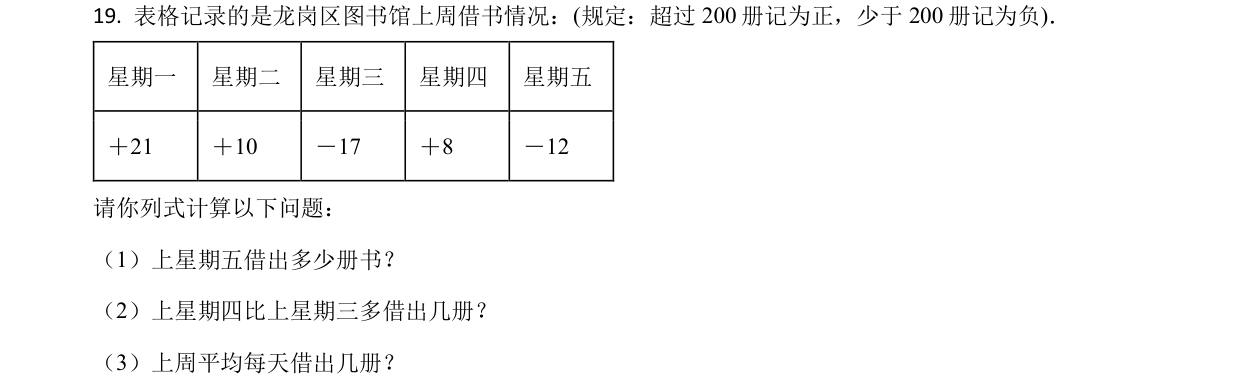 19. 表格记录的是龙岗区图书馆上周借书情况：(规定：超过 200 册记为正，少于 200 册记为负)．
星期一 星期二 星期三 星期四 星期五
＋21 ＋10 －17 ＋8 －12
请你列式计算以下问题：
（1）上星期五借出多少册书？
（2）上星期四比上星期三多借出几册？
（3）上周平均每天借出几册？